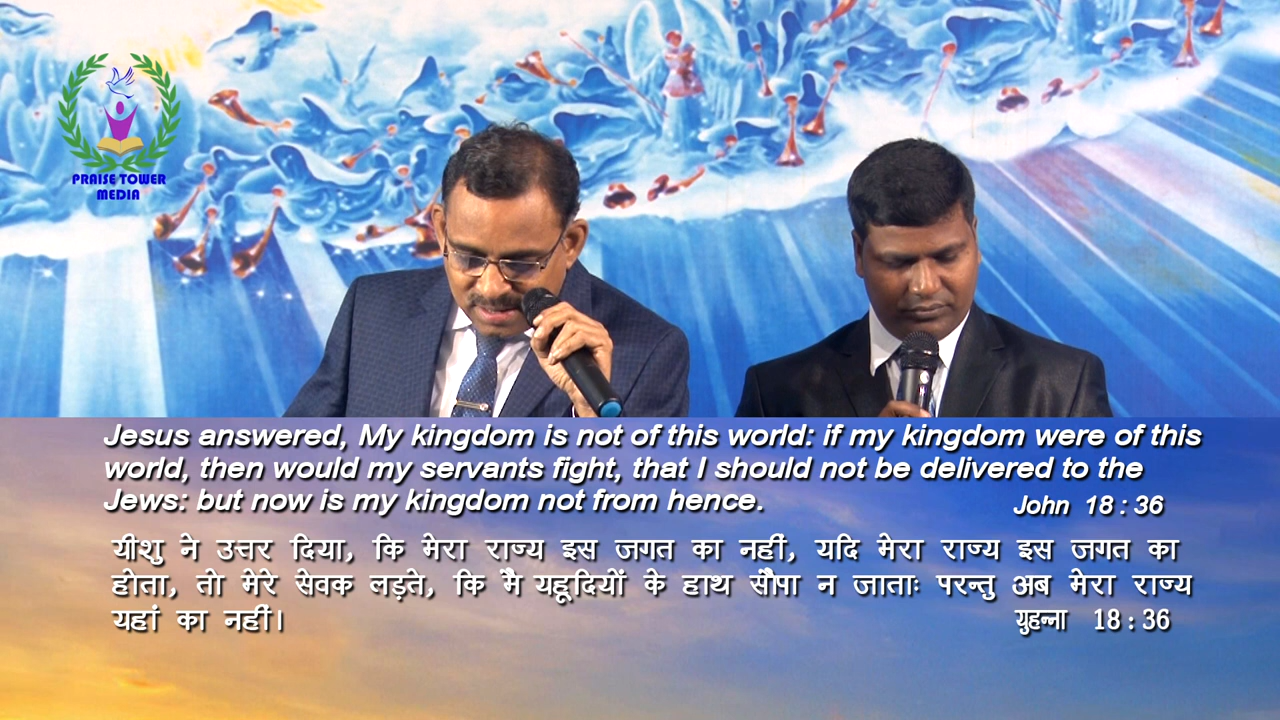 PRAISE TOWER
MEDIA
Jesus answered, My kingdom is not of this world: if my kingdom were of this
world, then would my servants fight, that I should not be delivered to the
Jews: but now is my kingdom not from hence.
John 18 : 36
यीशु ने उत्तर दिया, कि मेरा राज्य इस जगत का नहीं, यदि मेरा राज्य इस जगत का
होता, तो मेरे सेवक लड़ते, कि मैं यहूदियों के हाथ सौंपा न जाताः परन्तु अब मेरा राज्य
यहां का नहीं।
युहन्ना 18 : 36